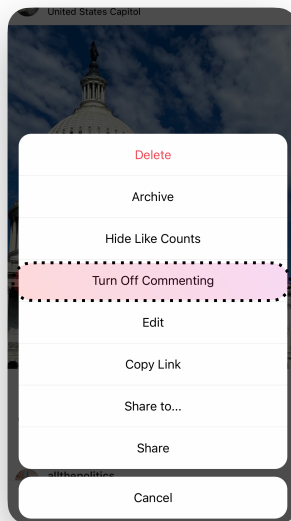 United States Capitol
Delete
Archive
Hide Like Counts
Turn Off Commenting
Edit
Copy Link
Share to...
Share
allthepolitics
Cancel